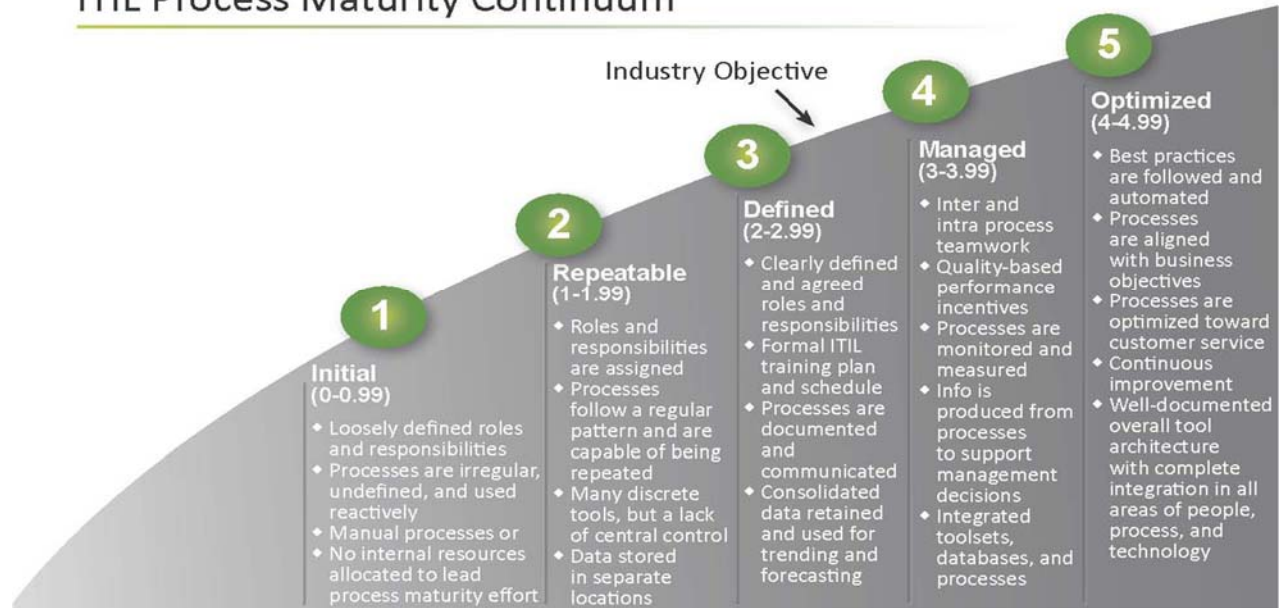 ITIL Process Maturity Continuum
Industry Objective
1
Initial
(0-0.99)
◆ Loosely defined roles
and responsibilities
◆ Processes are irregular,
undefined, and used
reactively
◆ Manual processes or
◆ No internal resources
allocated to lead
process maturity effort
2
Repeatable
(1-1.99)
◆ Roles and
responsibilities
are assigned
◆ Processes
follow a regular
pattern and are
capable of being
repeated
◆ Many discrete
tools, but a lack
of central control
◆ Data stored
in separate
locations
3
Defined
(2-2.99)
◆ Clearly defined
and agreed
roles and
responsibilities
◆ Formal ITIL
training plan
and schedule
◆ Processes are
documented
and
communicated
◆ Consolidated
data retained
and used for
trending and
forecasting
4
Managed
(3-3.99)
◆ Inter and
intra process
teamwork
◆ Quality-based
performance
incentives
◆ Processes are
monitored and
measured
◆ Info is
produced from
processes
to support
management
decisions
◆ Integrated
toolsets,
databases, and
processes
5
Optimized
(4-4.99)
◆ Best practices
are followed and
automated
◆ Processes
are aligned
with business
objectives
◆ Processes are
optimized toward
customer service
◆ Continuous
improvement
◆ Well-documented
overall tool
architecture
with complete
integration in all
areas of people,
process, and
technology